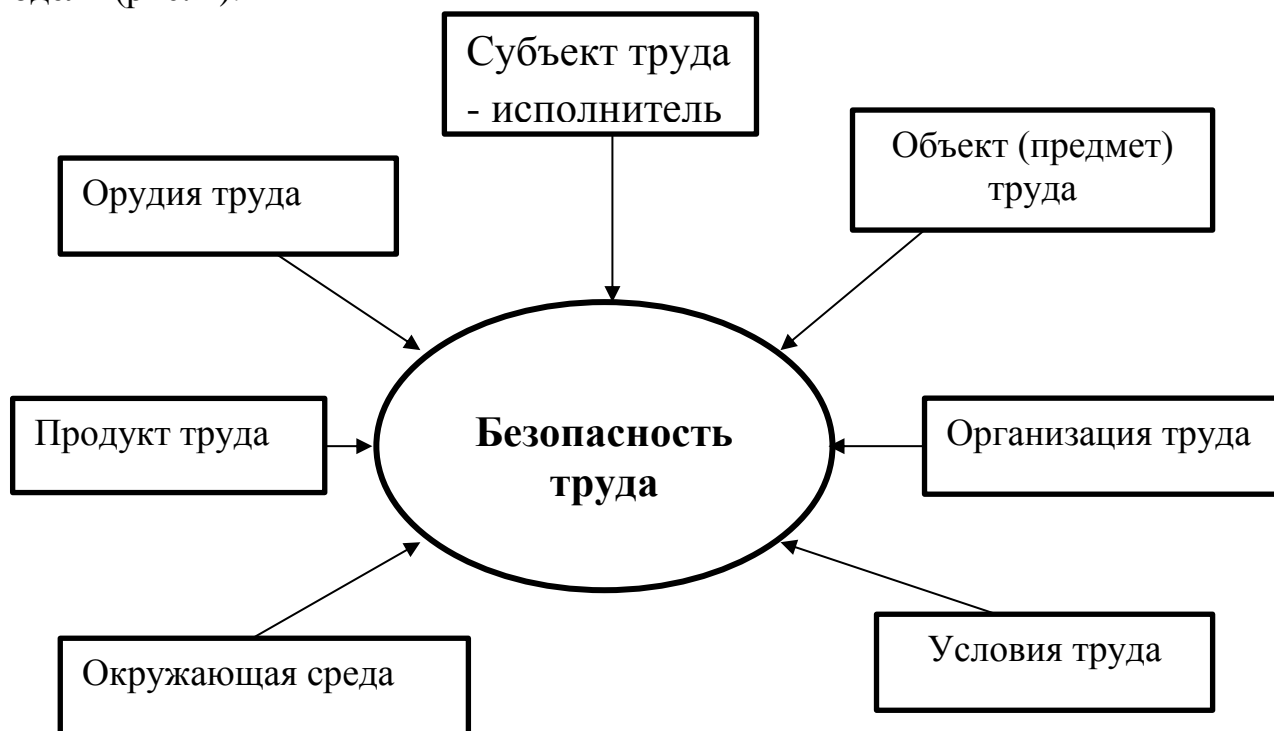 Субъект труда
- исполнитель
Объект (предмет)
труда
Орудия труда
Безопасность
труда
Продукт труда
Организация труда
Окружающая среда
Условия труда